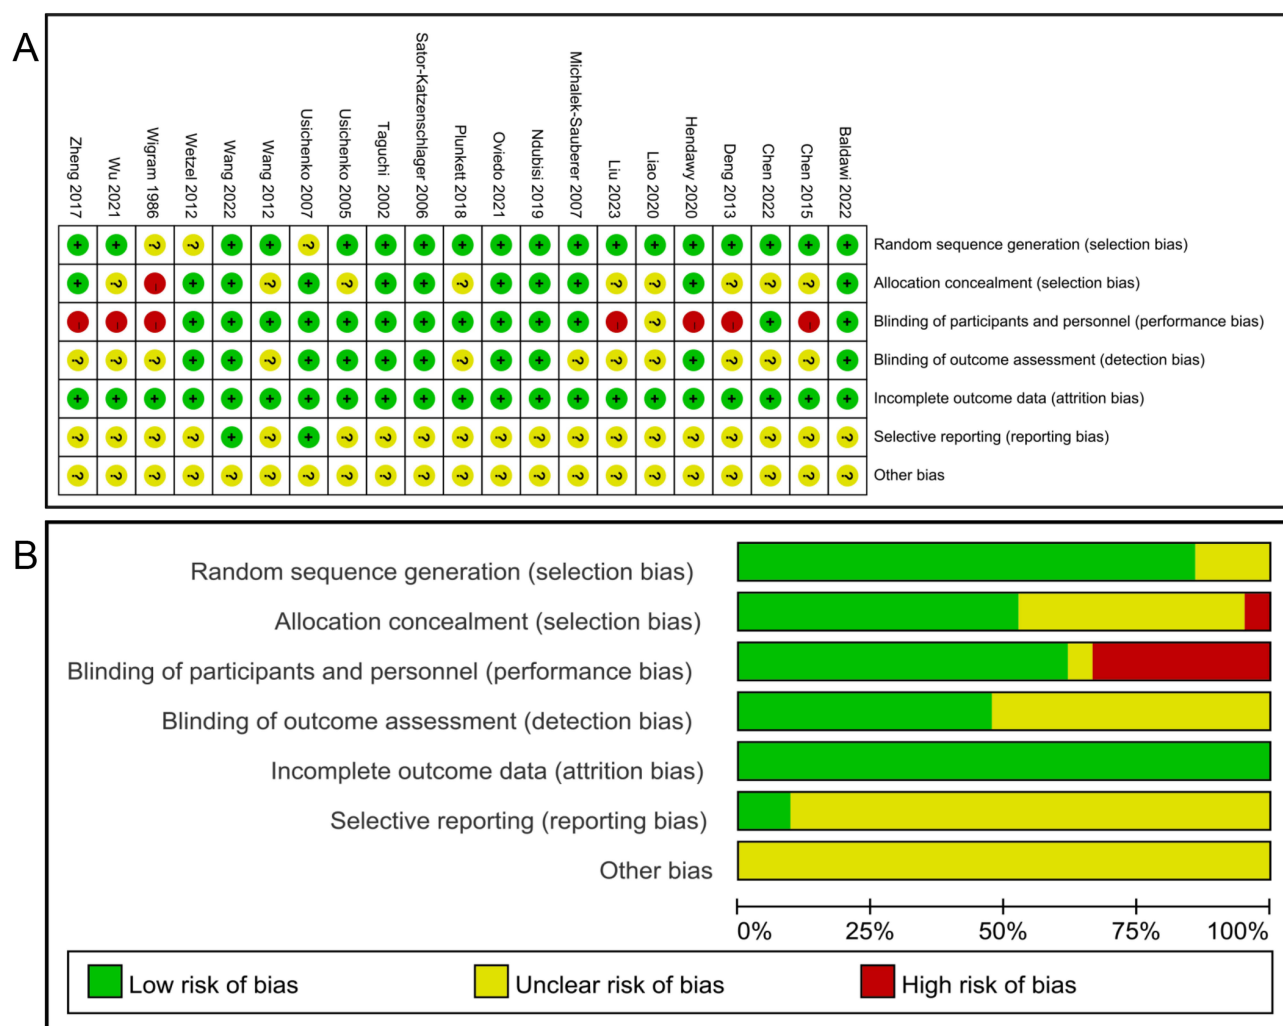 A
Zheng 2017
Wu 2021
Wigram 1986
Wetzel 2012
Wang 2022
Wang 2012
Usichenko 2007
Usichenko 2005
Taguchi 2002
Sator-Katzenschlager 2006
Plunkett 2018
Oviedo 2021
Ndubisi 2019
Michalek-Sauberer 2007
Liu 2023
Liao 2020
Hendawy 2020
Deng 2013
Chen 2022
Chen 2015
Baldawi 2022
+ + ? ? + + ? + + + + + + + + + + + + + + Random sequence generation (selection bias)
+ ? - + + ? + ? + + ? + + + ? ? + ? ? ? + Allocation concealment (selection bias)
- - - + + + + + + + + + + + - ? - - + - + Blinding of participants and personnel (performance bias)
? ? ? + + ? + + + + ? + + ? ? ? + ? ? ? + Blinding of outcome assessment (detection bias)
+ + + + + + + + + + + + + + + + + + + + + Incomplete outcome data (attrition bias)
? ? ? ? + ? + ? ? ? ? ? ? ? ? ? ? ? ? ? ? Selective reporting (reporting bias)
? ? ? ? ? ? ? ? ? ? ? ? ? ? ? ? ? ? ? ? ? Other bias
B
Random sequence generation (selection bias)
Allocation concealment (selection bias)
Blinding of participants and personnel (performance bias)
Blinding of outcome assessment (detection bias)
Incomplete outcome data (attrition bias)
Selective reporting (reporting bias)
Other bias
0% 25% 50% 75% 100%
Low risk of bias Unclear risk of bias High risk of bias